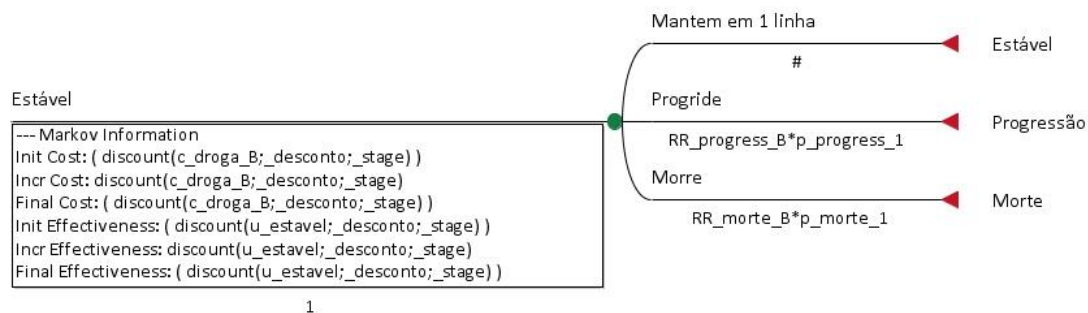 Mantem em 1 linha
Estável
#
Estável
Progride
Progressão
RR_progress_B*p_progress_1
--- Markov Information
Init Cost: ( discount(c_droga_B;_desconto;_stage) )
Incr Cost: discount(c_droga_B;_desconto;_stage)
Final Cost: ( discount(c_droga_B;_desconto;_stage) )
Init Effectiveness: ( discount(u_estavel;_desconto;_stage) )
Incr Effectiveness: discount(u_estavel;_desconto;_stage)
Final Effectiveness: ( discount(u_estavel;_desconto;_stage) )
Morre
Morte
RR_morte_B*p_morte_1
1